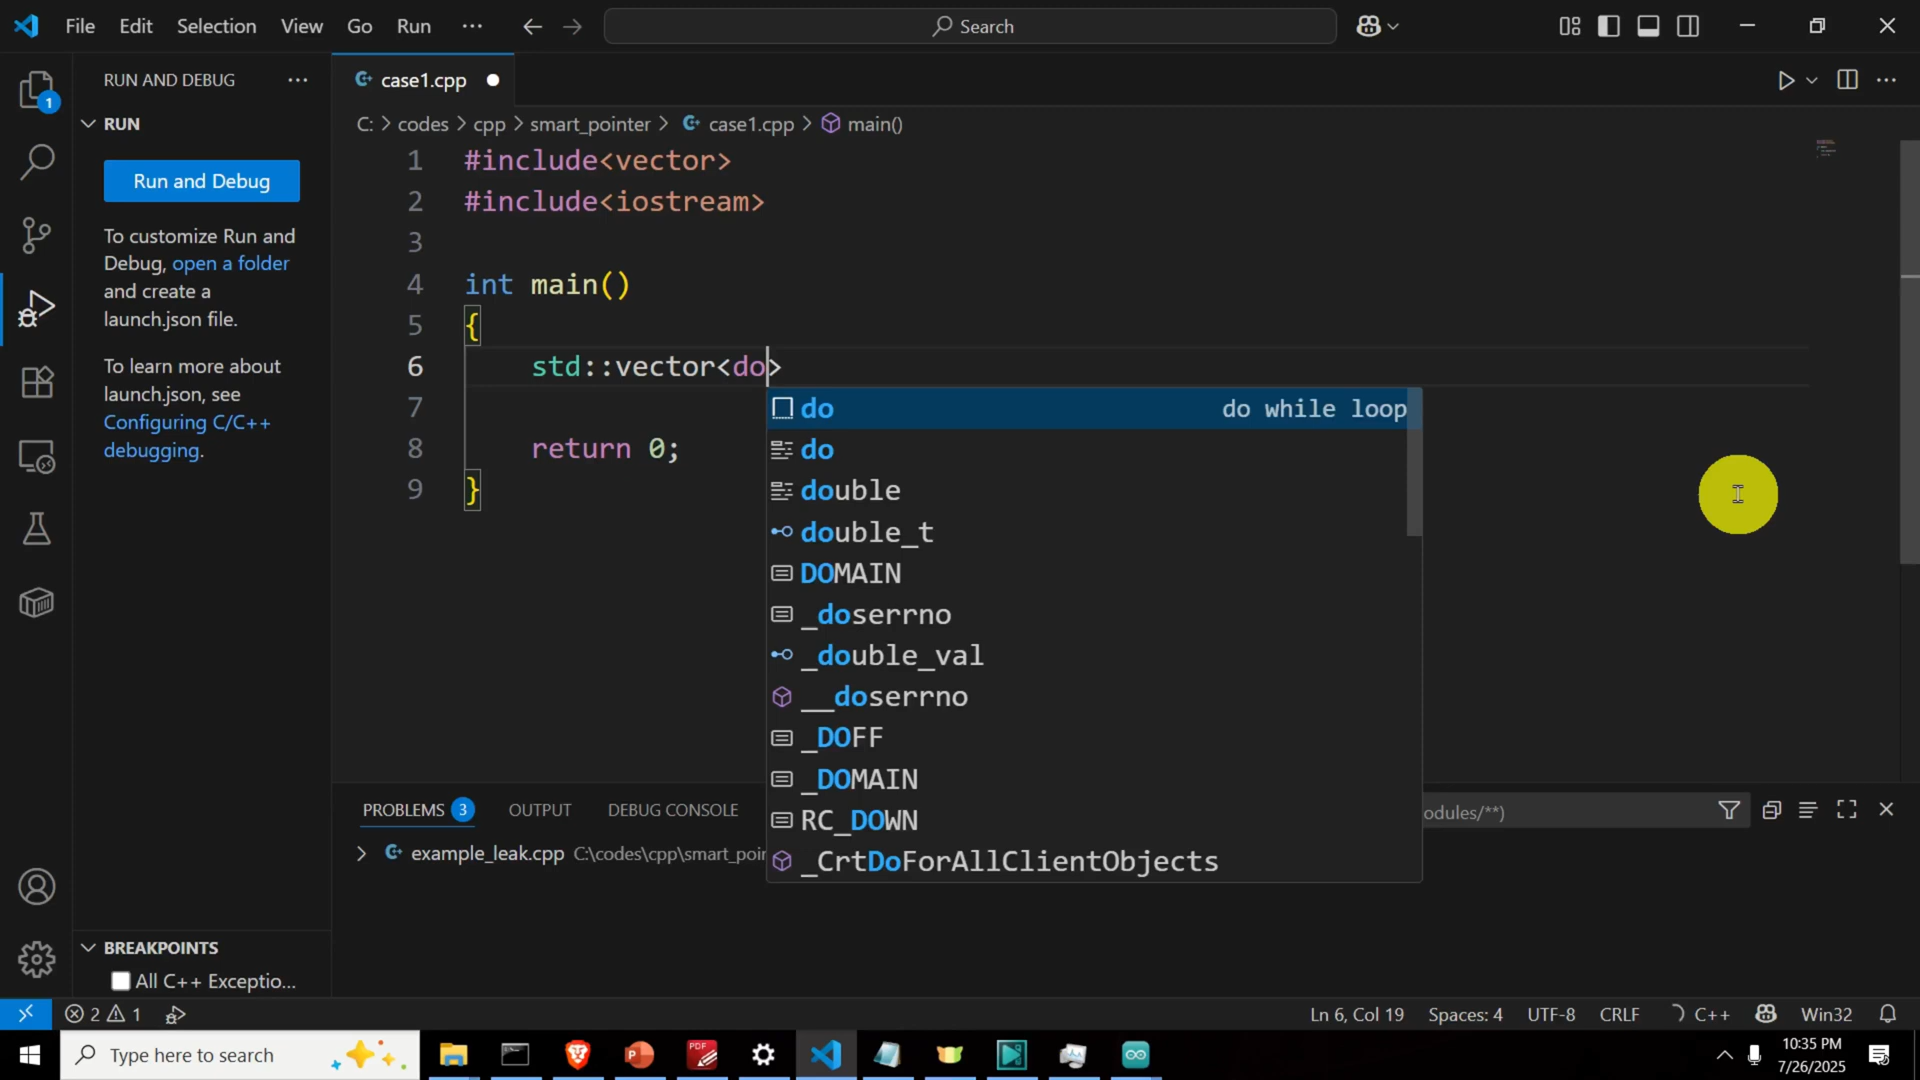 File Edit Selection View Go Run ··· Search
RUN AND DEBUG ···
RUN
Run and Debug
To customize Run and
Debug, open a folder
and create a
launch.json file.
To learn more about
launch.json, see
Configuring C/C++
debugging.
BREAKPOINTS
All C++ Exceptio...
1
case1.cpp
C: > codes > cpp > smart_pointer > case1.cpp > main()
1 #include<vector>
2 #include<iostream>
3
4 int main()
5 {
6 std::vector<do>
7
8 return 0;
9 }
do do while loop
do
double
double_t
DOMAIN
_doserrno
_double_val
__doserrno
_DOFF
_DOMAIN
RC_DOWN
_CrtDoForAllClientObjects
PROBLEMS 3 OUTPUT DEBUG CONSOLE odules/**)
example_leak.cpp C:\codes\cpp\smart_poin
2 1 Ln 6, Col 19 Spaces: 4 UTF-8 CRLF C++ Win32
Type here to search
PDF
10:35 PM
7/26/2025